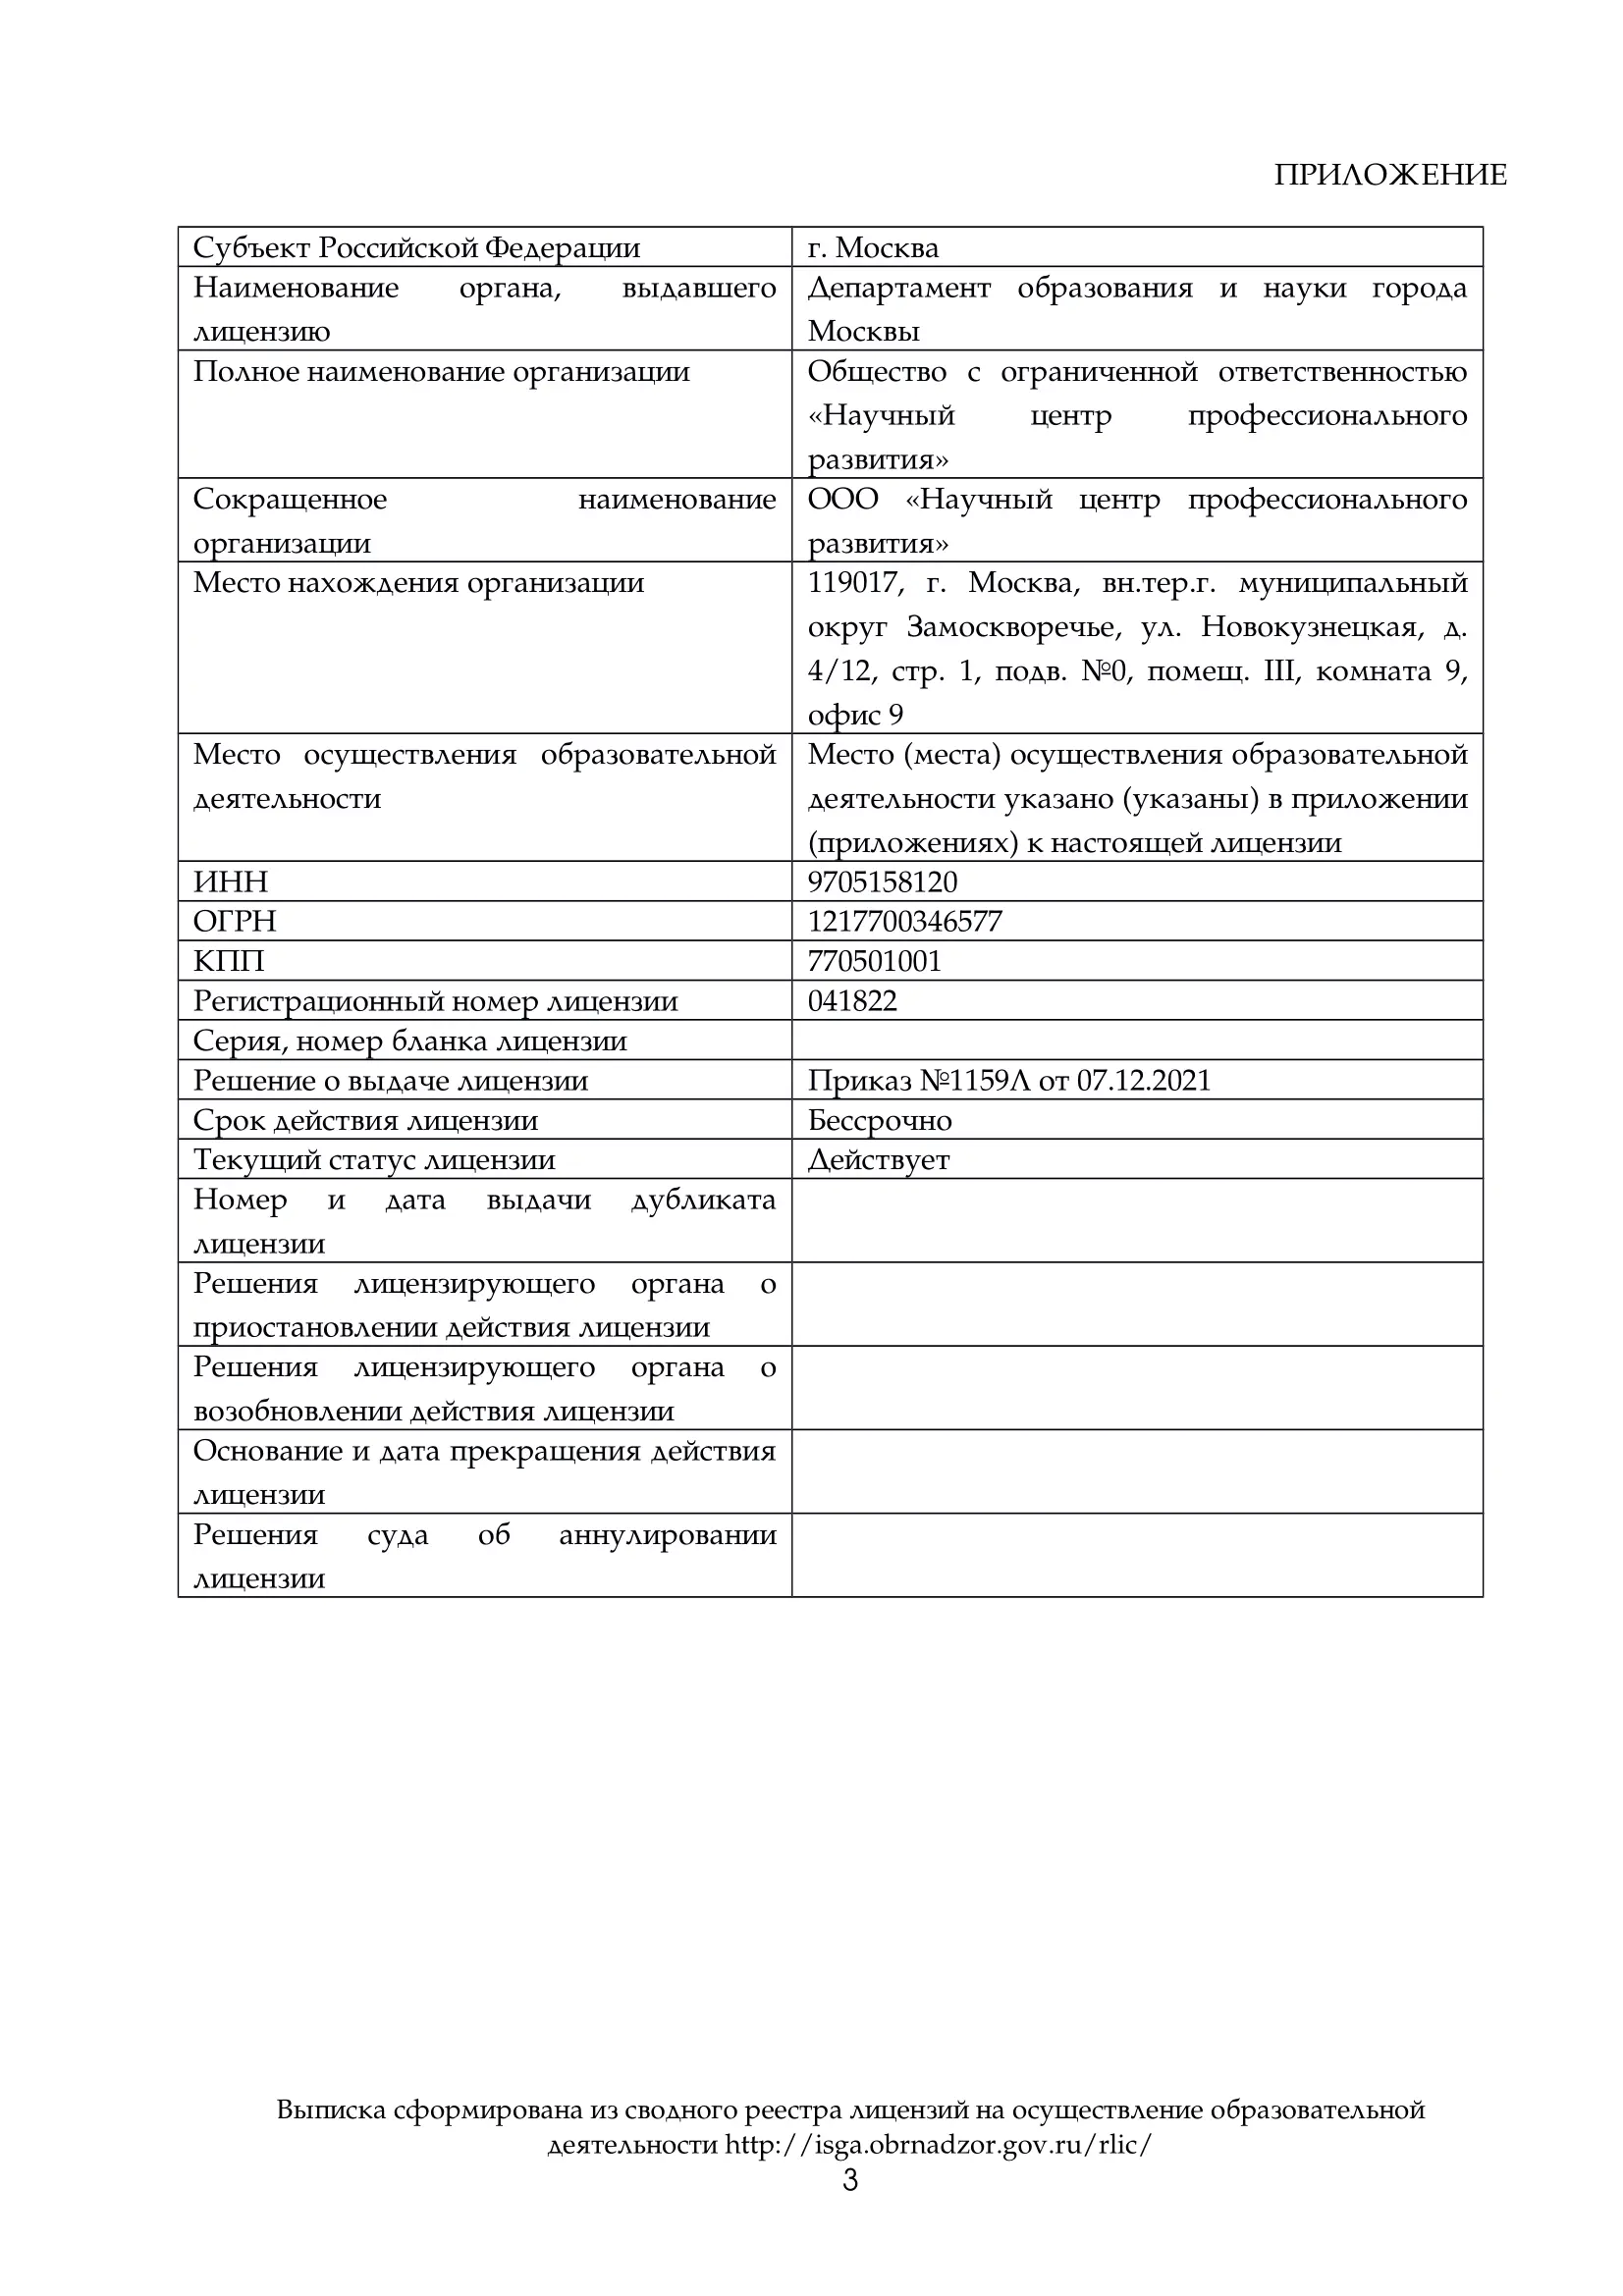 ПРИЛОЖЕНИЕ
Субъект Российской Федерации
г. Москва
Наименование органа, выдавшего
лицензию
Департамент образования и науки города
Москвы
Полное наименование организации
Общество с ограниченной ответственностью
«Научный центр профессионального
развития»
Сокращенное наименование
организации
ООО «Научный центр профессионального
развития»
Место нахождения организации
119017, г. Москва, вн.тер.г. муниципальный
округ Замоскворечье, ул. Новокузнецкая, д.
4/12, стр. 1, подв. №0, помещ. III, комната 9,
офис 9
Место осуществления образовательной
деятельности
Место (места) осуществления образовательной
деятельности указано (указаны) в приложении
(приложениях) к настоящей лицензии
ИНН
9705158120
ОГРН
1217700346577
КПП
770501001
Регистрационный номер лицензии
041822
Серия, номер бланка лицензии
Решение о выдаче лицензии
Приказ №1159Л от 07.12.2021
Срок действия лицензии
Бессрочно
Текущий статус лицензии
Действует
Номер и дата выдачи дубликата
лицензии
Решения лицензирующего органа о
приостановлении действия лицензии
Решения лицензирующего органа о
возобновлении действия лицензии
Основание и дата прекращения действия
лицензии
Решения суда об аннулировании
лицензии
Выписка сформирована из сводного реестра лицензий на осуществление образовательной
деятельности http://isga.obrnadzor.gov.ru/rlic/
3